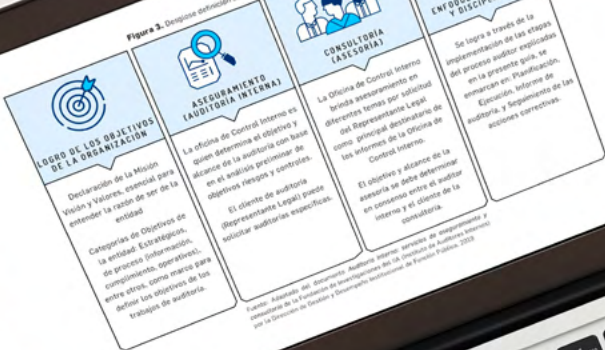 Figura 3. Desglose definición
LOGRO DE LOS OBJETIVOS
DE LA ORGANIZACIÓN
Declaración de la Misión
Visión y Valores, esencial para
entender la razón de ser de la
entidad
Categorías de Objetivos de
la entidad: Estratégicos,
de proceso (información,
cumplimiento, operativos),
entre otros, como marco para
definir los objetivos de los
trabajos de auditoría.
ASEGURAMIENTO
(AUDITORÍA INTERNA)
La oficina de Control Interno es
quien determina el objetivo y
alcance de la auditoría con base
en el análisis preliminar de
objetivos riesgos y controles.
El cliente de auditoría
(Representante Legal) puede
solicitar auditorías específicas.
CONSULTORÍA
(ASESORÍA)
La Oficina de Control Interno
brinda asesoramiento en
diferentes temas por solicitud
del Representante Legal
como principal destinatario de
los informes de la Oficina de
Control Interno.
El objetivo y alcance de la
asesoría se debe determinar
en consenso entre el auditor
interno y el cliente de la
consultoría.
Y
Se logra a través de la
implementación de las etapas
del proceso auditor explicadas
en la presente guía, se
enmarcan en: Planificación,
Ejecución, Informe de
auditoría, y Seguimiento de las
acciones correctivas.
Fuente: Adaptado del documento Auditoría interna: servicios de aseguramiento y
consultoría de la Fundación de Investigaciones del IIA (Instituto de Auditores Internos)
por la Dirección de Gestión y Desempeño Institucional de Función Pública, 2023